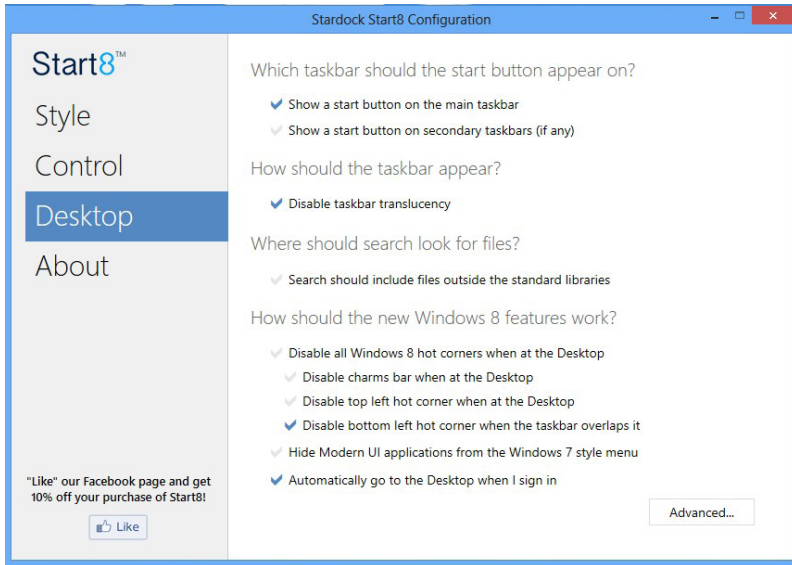 Stardock Start8 Configuration
Start8™
Style
Control
Desktop
About
"Like" our Facebook page and get
10% off your purchase of Start8!
Like
Which taskbar should the start button appear on?
Show a start button on the main taskbar
Show a start button on secondary taskbars (if any)
How should the taskbar appear?
Disable taskbar translucency
Where should search look for files?
Search should include files outside the standard libraries
How should the new Windows 8 features work?
Disable all Windows 8 hot corners when at the Desktop
Disable charms bar when at the Desktop
Disable top left hot corner when at the Desktop
Disable bottom left hot corner when the taskbar overlaps it
Hide Modern UI applications from the Windows 7 style menu
Automatically go to the Desktop when I sign in
Advanced...